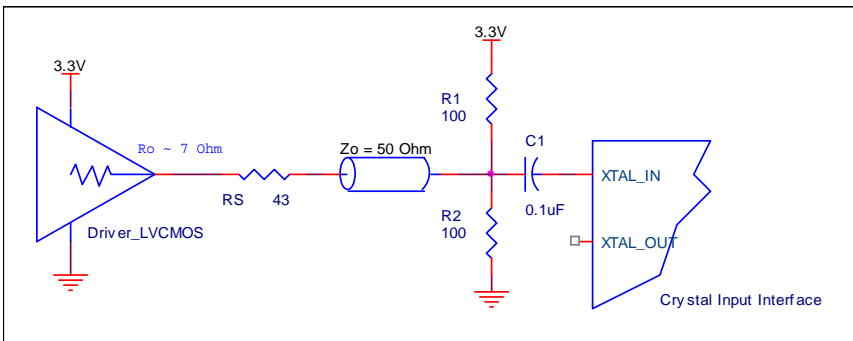 3.3V
3.3V
R1
100
Ro ~ 7 Ohm
Zo = 50 Ohm
C1
XTAL_IN
RS 43
0.1uF
R2
100
XTAL_OUT
Driver_LVCMOS
Crystal Input Interface